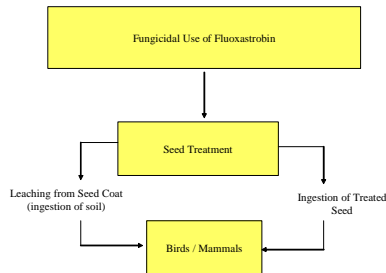 Fungicidal Use of Fluoxastrobin
Seed Treatment
Leaching from Seed Coat
(ingestion of soil)
Ingestion of Treated
Seed
Birds / Mammals